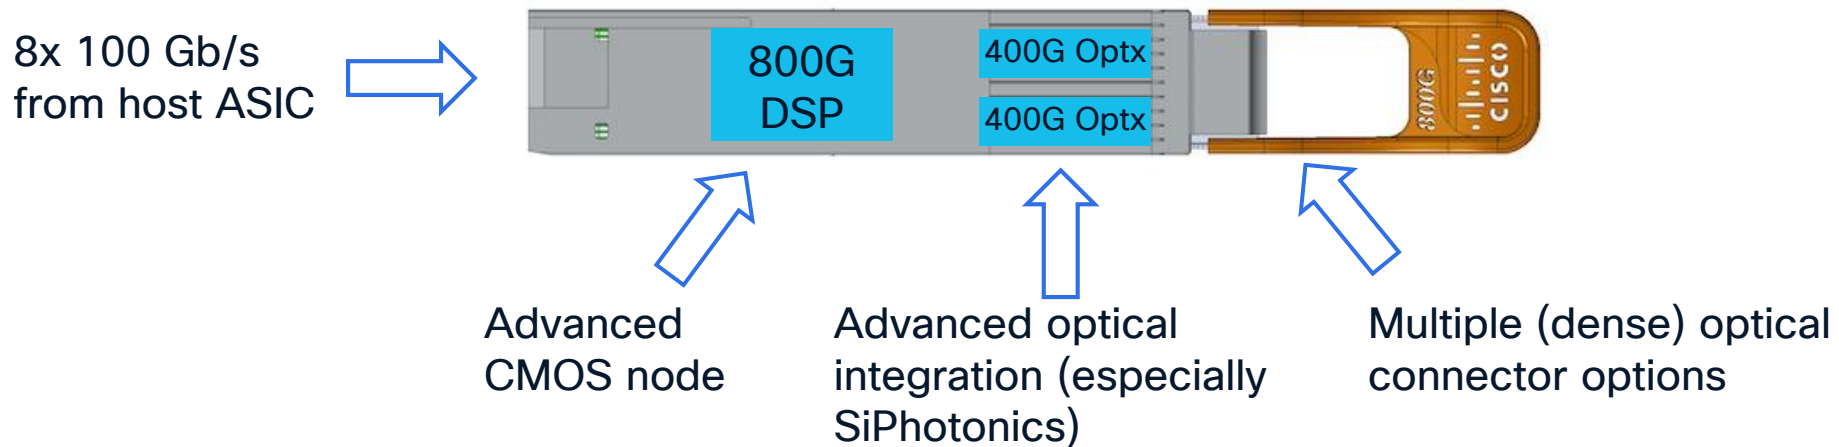 8x 100 Gb/s
from host ASIC
800G
DSP
400G Optx
400G Optx
800G
CISCO
Advanced
CMOS node
Advanced optical
integration (especially
SiPhotonics)
Multiple (dense) optical
connector options